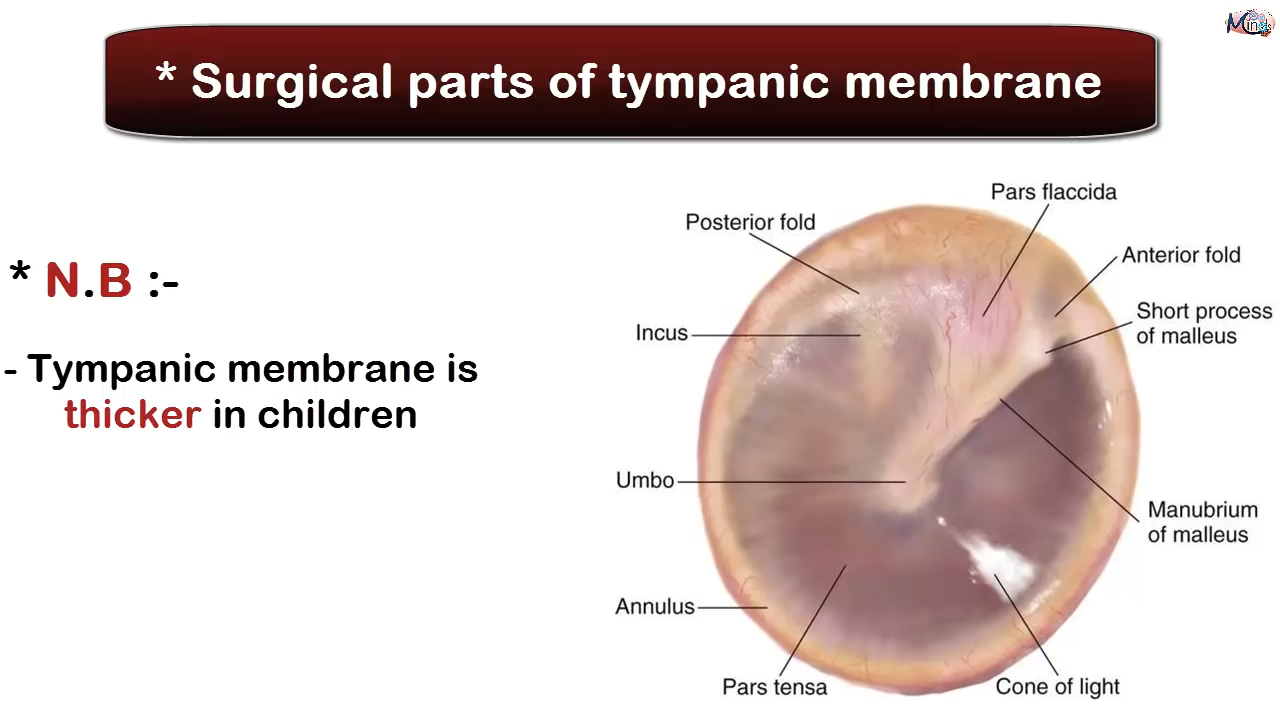 Minds
* Surgical parts of tympanic membrane
* N.B :-
- Tympanic membrane is
thicker in children
Pars flaccida
Posterior fold
Anterior fold
Short process
of malleus
Incus
Umbo
Manubrium
of malleus
Annulus
Pars tensa
Cone of light